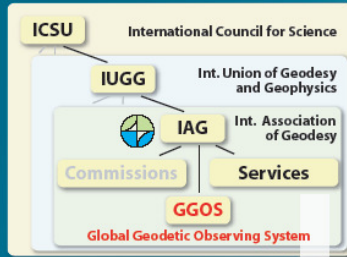 ICSU
International Council for Science
IUGG
Int. Union of Geodesy
and Geophysics
IAG
Int. Association
of Geodesy
Commissions
Services
GGOS
Global Geodetic Observing System